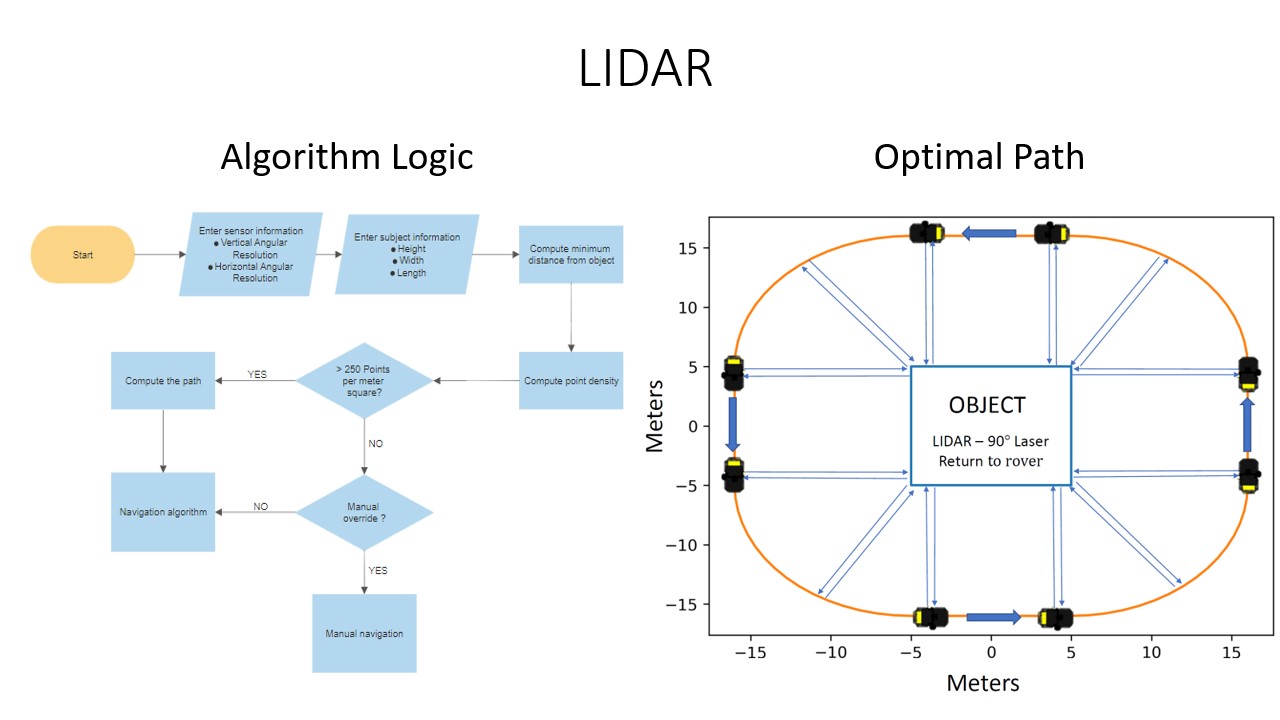 LIDAR
Algorithm Logic
Start
Enter sensor information
● Vertical Angular
Resolution
● Horizontal Angular
Resolution
Enter subject information
● Height
● Width
● Length
Compute minimum
distance from object
Compute the path
YES
> 250 Points
per meter
square?
Compute point density
NO
Navigation algorithm
NO
Manual
override ?
YES
Manual navigation
Optimal Path
Meters
15
10
5
0
−5
−10
−15
OBJECT
LIDAR – 90° Laser
Return to rover
−15 −10 −5 0 5 10 15
Meters